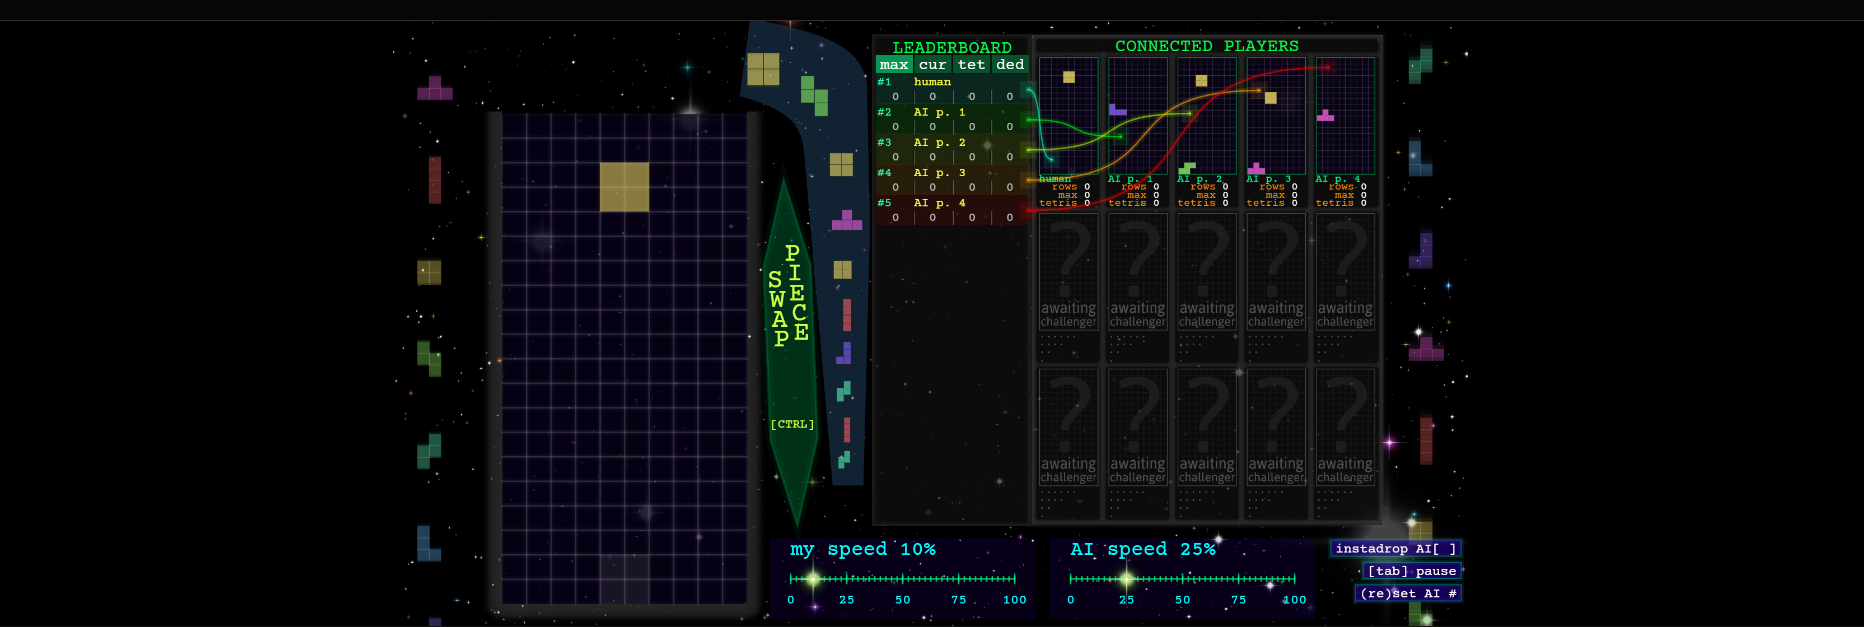 PIECE
SWAP
[CTRL]
LEADERBOARD
max cur tet ded
#1 human
0 0 0 0
#2 AI p. 1
0 0 0 0
#3 AI p. 2
0 0 0 0
#4 AI p. 3
0 0 0 0
#5 AI p. 4
0 0 0 0
CONNECTED PLAYERS
human AI p. 1 AI p. 2 AI p. 3 AI p. 4
rows 0 rows 0 rows 0 rows 0 rows 0
max 0 max 0 max 0 max 0 max 0
tetris 0 tetris 0 tetris 0 tetris 0 tetris 0
? ? ? ? ?
awaiting awaiting awaiting awaiting awaiting
challenger challenger challenger challenger challenger
? ? ? ? ?
awaiting awaiting awaiting awaiting awaiting
challenger challenger challenger challenger challenger
my speed 10%
0 25 50 75 100
AI speed 25%
0 25 50 75 100
instadrop AI[ ]
[tab] pause
(re)set AI #